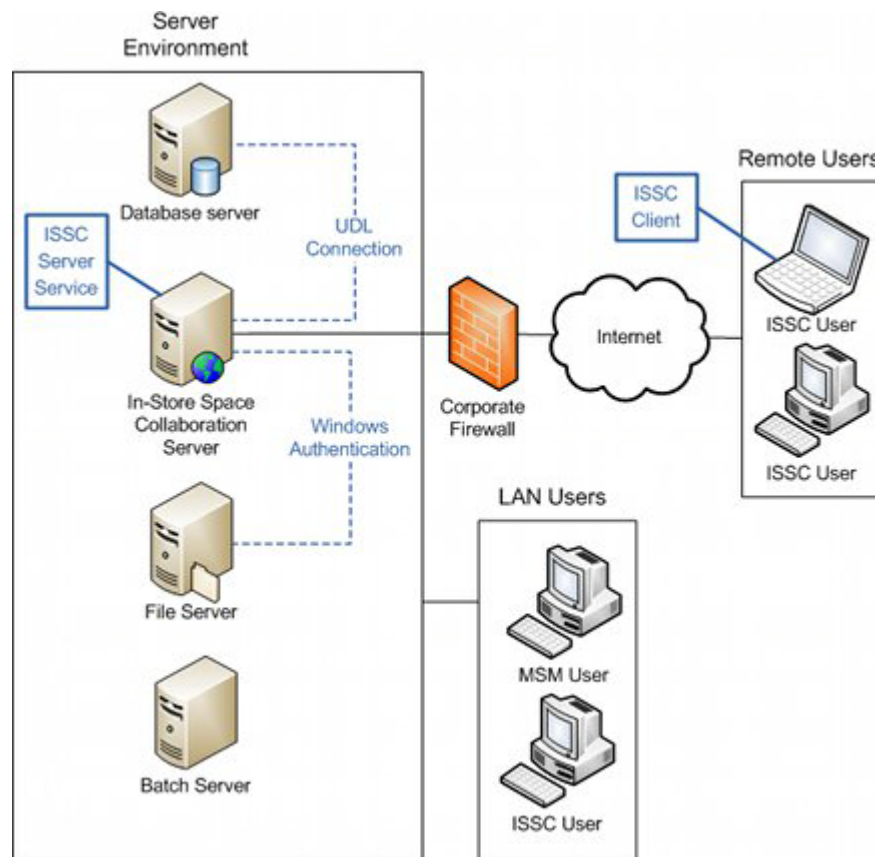 Server
Environment
Database server
UDL
Connection
ISSC
Server
Service
In-Store Space
Collaboration
Server
Windows
Authentication
File Server
Batch Server
Corporate
Firewall
Internet
Remote Users
ISSC
Client
ISSC User
ISSC User
LAN Users
MSM User
ISSC User